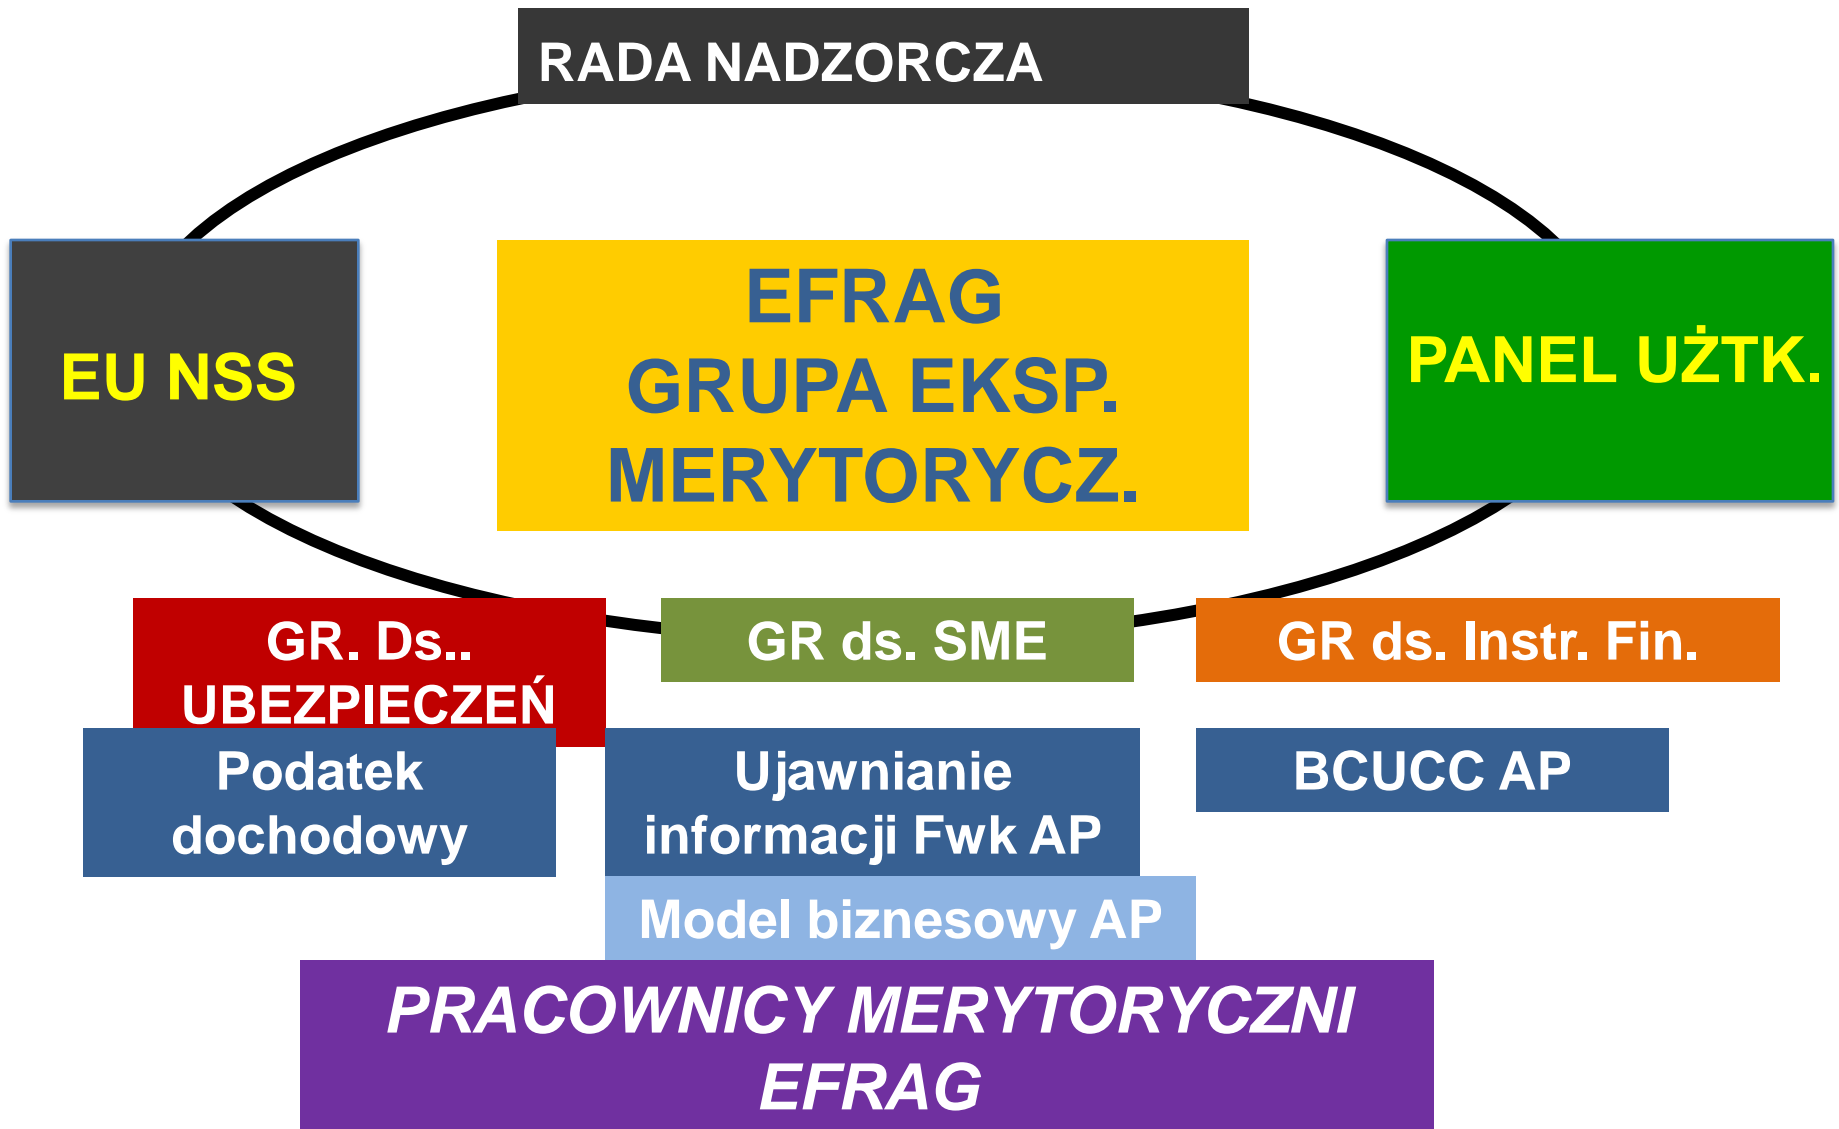 RADA NADZORCZA
EU NSS
EFRAG
GRUPA EKSP.
MERYTORYCZ.
PANEL UŻTK.
GR. Ds..
UBEZPIECZEŃ
GR ds. SME
GR ds. Instr. Fin.
Podatek
dochodowy
Ujawnianie
informacji Fwk AP
BCUCC AP
Model biznesowy AP
PRACOWNICY MERYTORYCZNI
EFRAG